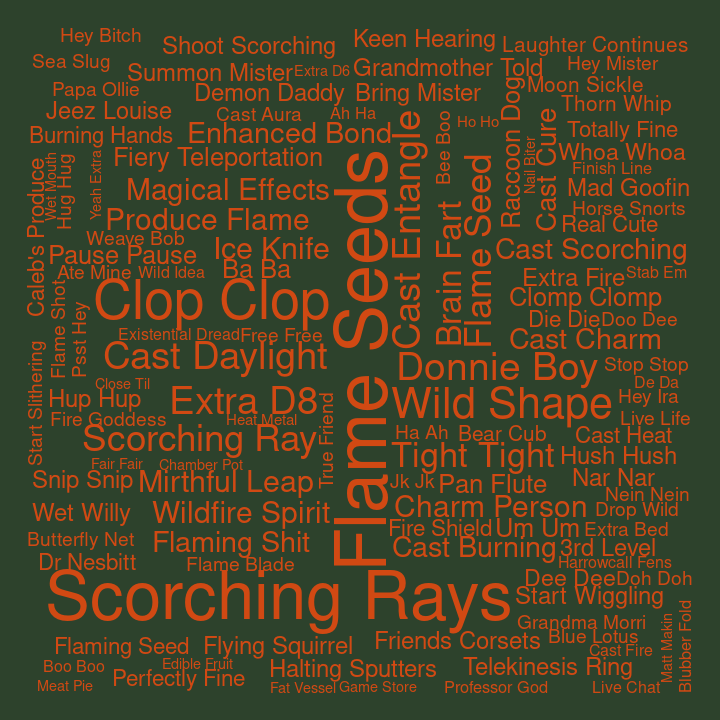 Hey Bitch
Shoot Scorching
Keen Hearing
Laughter Continues
Sea Slug
Summon Mister
Extra D6
Grandmother Told
Hey Mister
Papa Ollie
Demon Daddy
Bring Mister
Moon Sickle
Jeez Louise
Cast Aura
Ah Ha
Ho Ho
Thorn Whip
Burning Hands
Enhanced Bond
Totally Fine
Fiery Teleportation
Whoa Whoa
Finish Line
Magical Effects
Mad Goofin
Produce Flame
Horse Snorts
Real Cute
Weave Bob
Pause Pause
Ice Knife
Cast Scorching
Ate Mine
Wild Idea
Ba Ba
Extra Fire
Stab Em
Clop Clop
Clomp Clomp
Die Die
Doo Dee
Existential Dread
Free Free
Cast Charm
Cast Daylight
Donnie Boy
Stop Stop
Close Til
De Da
Hup Hup
Extra D8
Wild Shape
Hey Ira
Fire Goddess
Heat Metal
Live Life
Scorching Ray
Ha Ah
Bear Cub
Cast Heat
Fair Fair
Chamber Pot
Tight Tight
Hush Hush
Snip Snip
Mirthful Leap
Jk Jk
Pan Flute
Nar Nar
Nein Nein
Wet Willy
Wildfire Spirit
Charm Person
Drop Wild
Fire Shield
Um Um
Extra Bed
Butterfly Net
Flaming Shit
Cast Burning
3rd Level
Dr Nesbitt
Flame Blade
Harrowcall Fens
Dee Dee
Doh Doh
Scorching Rays
Start Wiggling
Grandma Morri
Flaming Seed
Flying Squirrel
Friends Corsets
Blue Lotus
Cast Fire
Boo Boo
Edible Fruit
Halting Sputters
Telekinesis Ring
Meat Pie
Perfectly Fine
Fat Vessel
Game Store
Professor God
Live Chat
Caleb's Produce
Wet Mouth
Hug Hug
Yeah Extra
Flame Shot
Psst Hey
Start Slithering
True Friend
Flame Seeds
Cast Entangle
Bee Boo
Brain Fart
Flame Seed
Raccoon Dog
Nail Biter
Cast Cure
Matt Makin
Blubber Fold